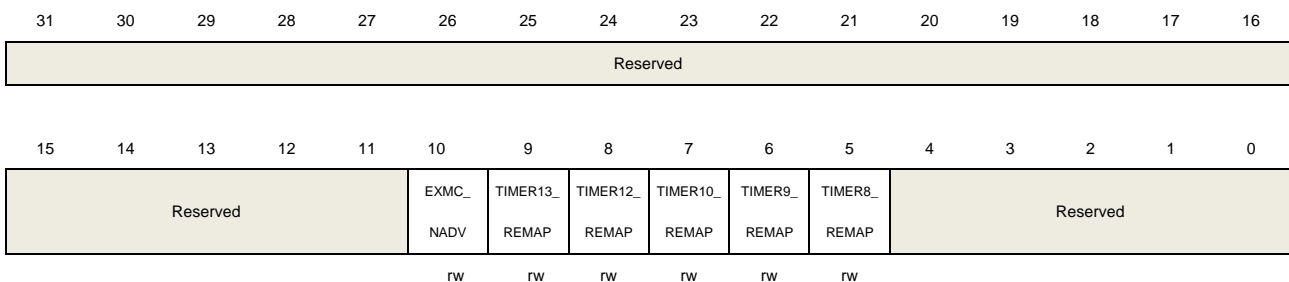 31 30 29 28 27 26 25 24 23 22 21 20 19 18 17 16
Reserved
15 14 13 12 11 10 9 8 7 6 5 4 3 2 1 0
Reserved
EXMC_
NADV
TIMER13_
REMAP
TIMER12_
REMAP
TIMER10_
REMAP
TIMER9_
REMAP
TIMER8_
REMAP
Reserved
rw rw rw rw rw rw